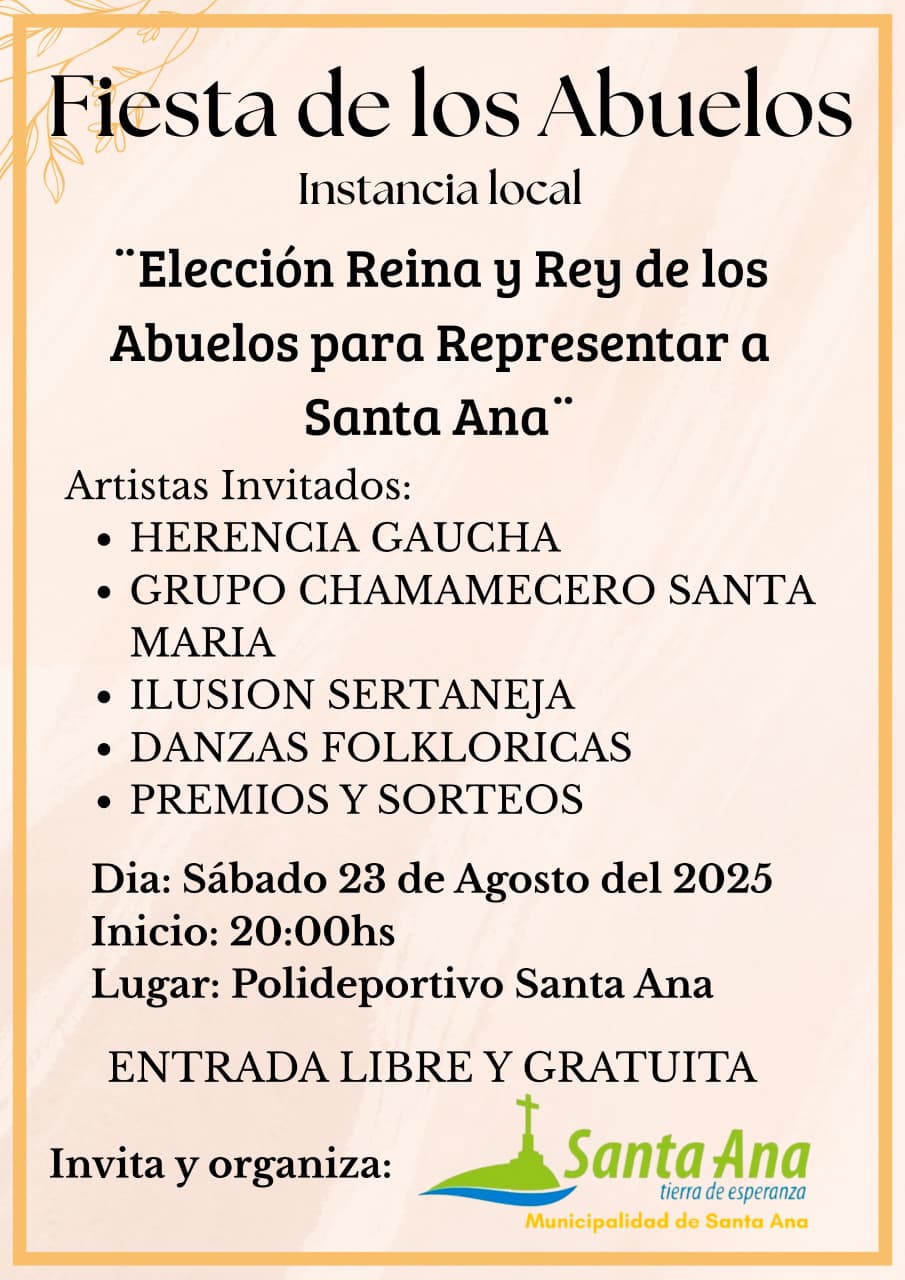 Fiesta de los Abuelos
Instancia local
¨Elección Reina y Rey de los
Abuelos para Representar a
Santa Ana¨
Artistas Invitados:
• HERENCIA GAUCHA
• GRUPO CHAMAMECERO SANTA
MARIA
• ILUSION SERTANEJA
• DANZAS FOLKLORICAS
• PREMIOS Y SORTEOS
Dia: Sábado 23 de Agosto del 2025
Inicio: 20:00hs
Lugar: Polideportivo Santa Ana
ENTRADA LIBRE Y GRATUITA
Invita y organiza:
Santa Ana
tierra de esperanza
Municipalidad de Santa Ana